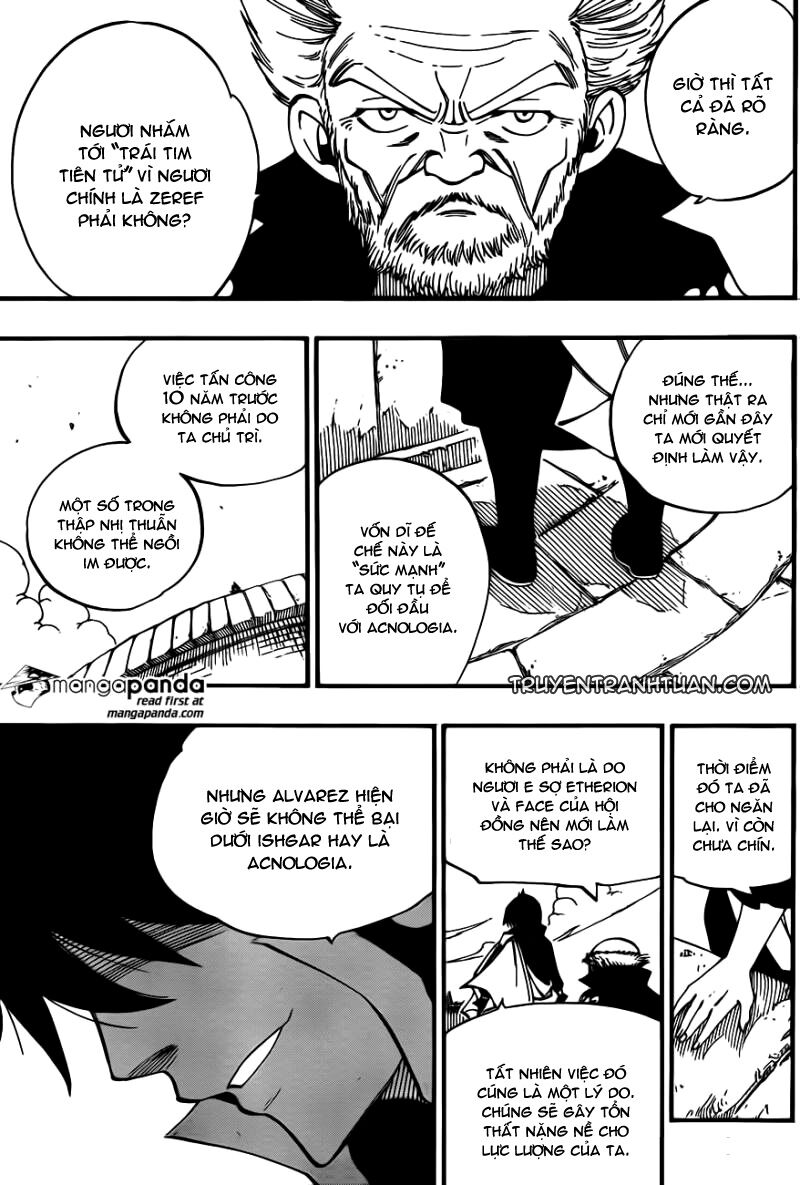 GIỜ THÌ TẤT
CẢ ĐÃ RÕ
RÀNG.
NGƯƠI NHẮM
TỚI “TRÁI TIM
TIÊN TỬ” VÌ NGƯƠI
CHÍNH LÀ ZEREF
PHẢI KHÔNG?
ĐÚNG THẾ...
NHƯNG THẬT RA
CHỈ MỚI GẦN ĐÂY
TA MỚI QUYẾT
ĐỊNH LÀM VẬY.
VỐN DĨ ĐẾ
CHẾ NÀY LÀ
“SỨC MẠNH”
TA QUY TỤ ĐỂ
ĐỐI ĐẦU
VỚI ACNOLOGIA.
VIỆC TẤN CÔNG
10 NĂM TRƯỚC
KHÔNG PHẢI DO
TA CHỦ TRÌ.
MỘT SỐ TRONG
THẬP NHỊ THUẪN
KHÔNG THỂ NGỒI
IM ĐƯỢC.
mangapanda
read first at
mangapanda.com
TRUYENTRANHTUAN.COM
THỜI ĐIỂM
ĐÓ TA ĐÃ
CHO NGĂN
LẠI. VÌ CÒN
CHƯA CHÍN.
KHÔNG PHẢI LÀ DO
NGƯƠI E SỢ ETHERION
VÀ FACE CỦA HỘI
ĐỒNG NÊN MỚI LÀM
THẾ SAO?
TẤT NHIÊN VIỆC ĐÓ
CŨNG LÀ MỘT LÝ DO.
CHÚNG SẼ GÂY TỔN
THẤT NẶNG NỀ CHO
LỰC LƯỢNG CỦA TA.
NHƯNG ALVAREZ HIỆN
GIỜ SẼ KHÔNG THỂ BẠI
DƯỚI ISHGAR HAY LÀ
ACNOLOGIA.